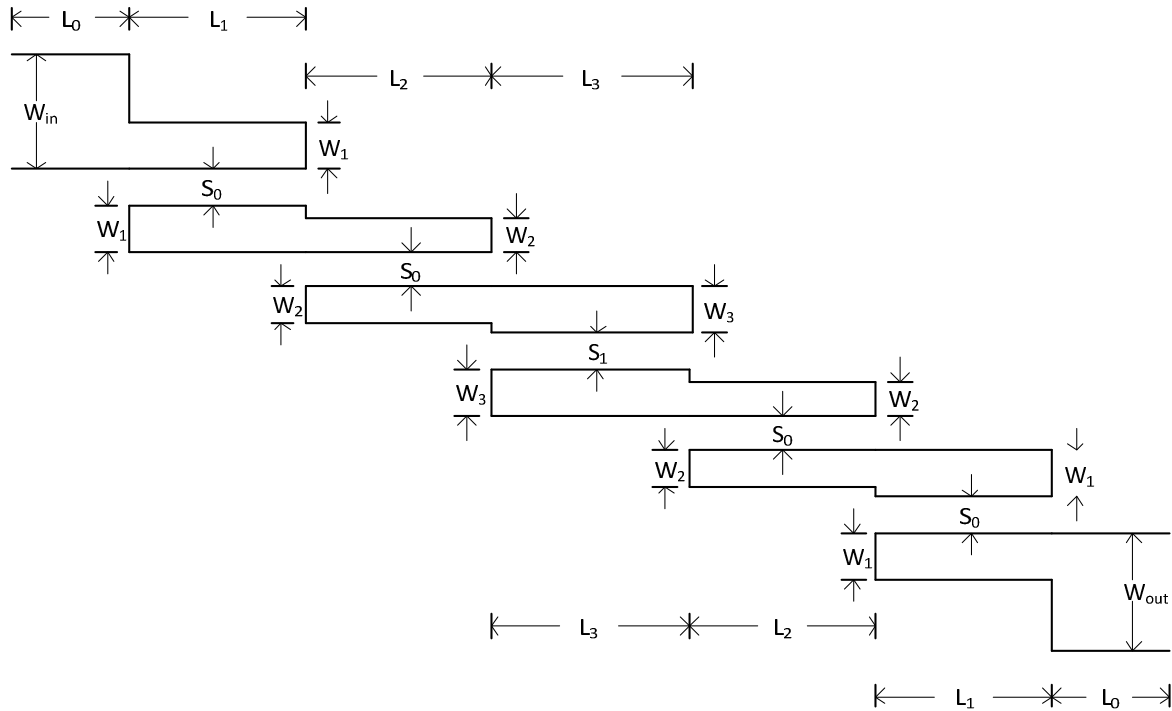 L₀ L₁
L₂ L₃
Wᵢₙ
W₁
S₀
W₁ W₂
S₀
W₂ W₃
S₁
W₃ W₂
S₀
W₂ W₁
S₀
W₁
Wₒᵤₜ
L₃ L₂
L₁ L₀